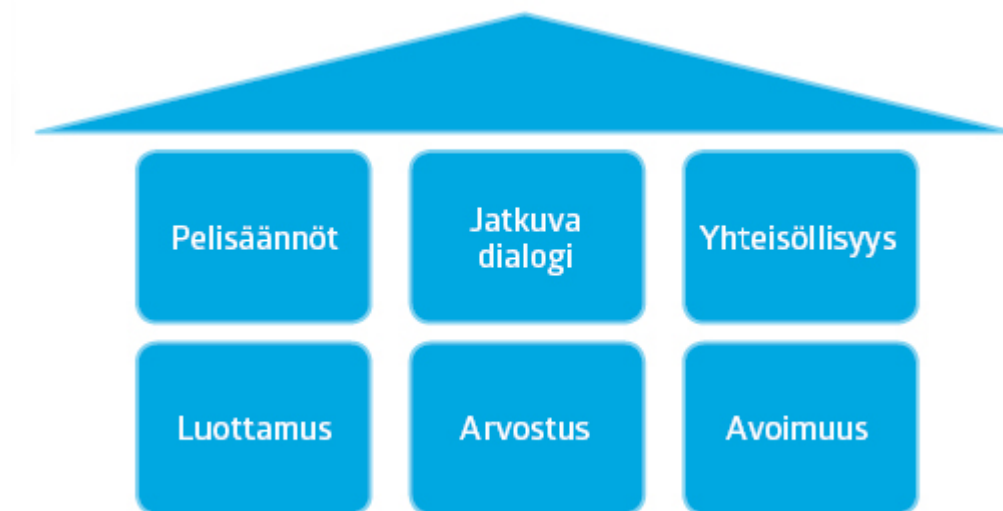 Pelisäännöt
Jatkuva
dialogi
Yhteisöllisyys
Luottamus
Arvostus
Avoimuus